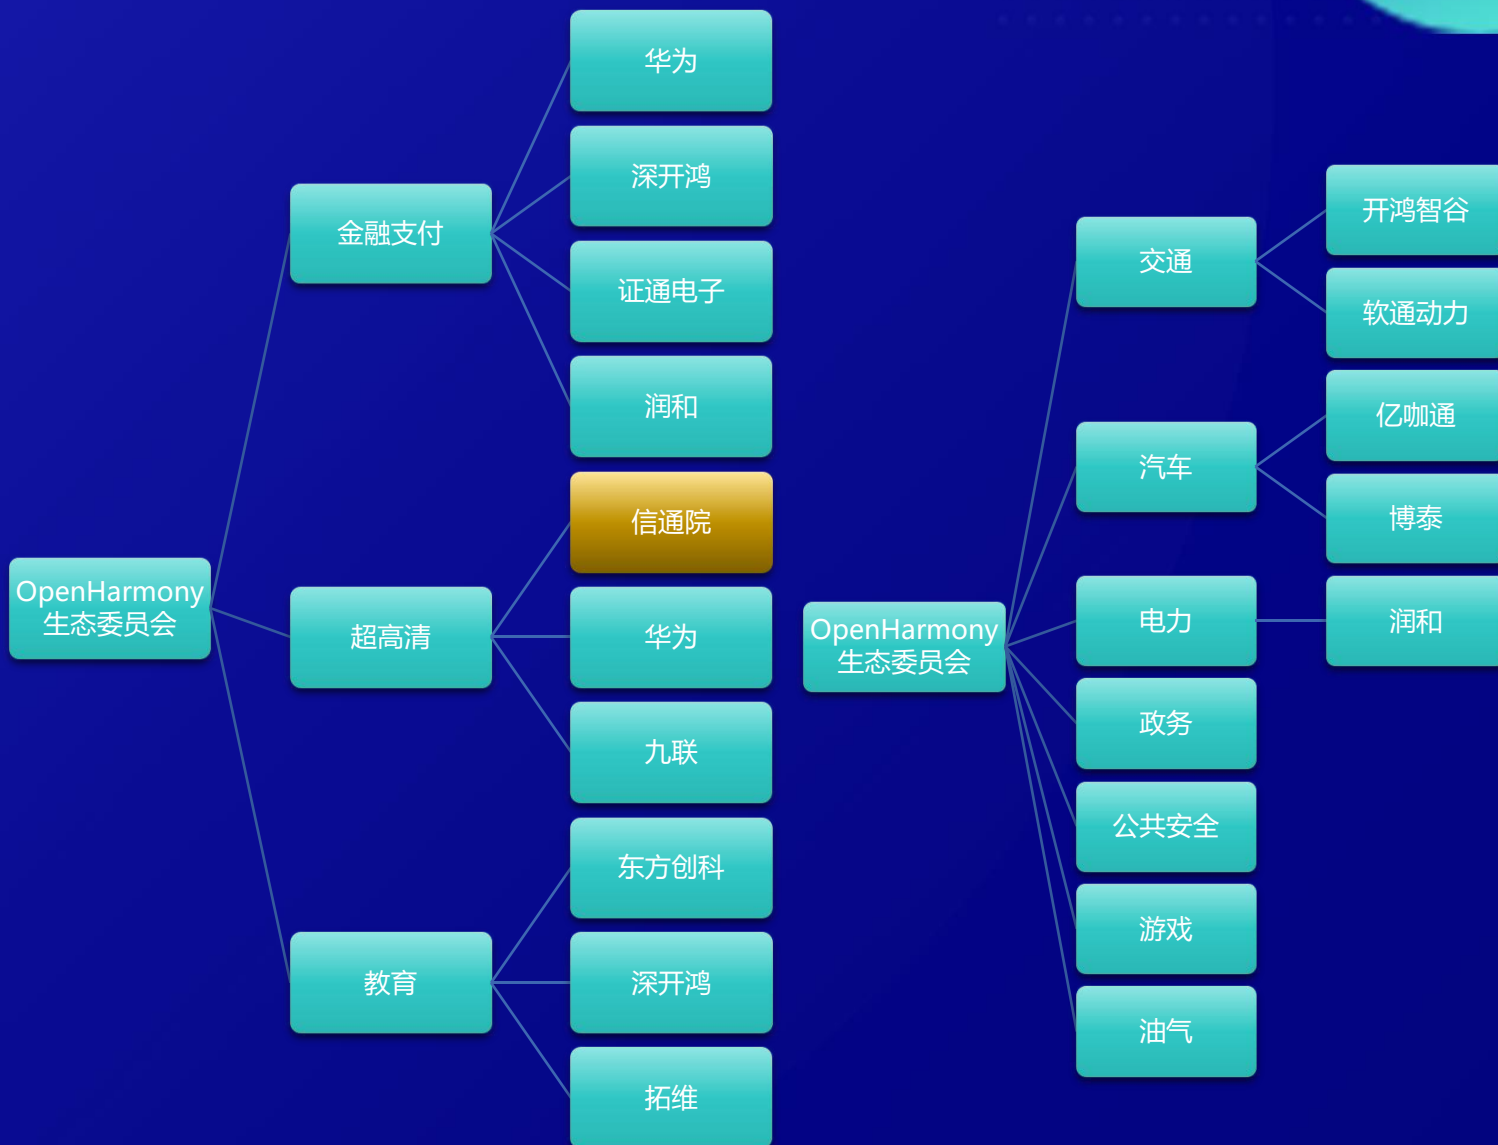 OpenHarmony
生态委员会
金融支付
华为
深开鸿
证通电子
润和
超高清
信通院
华为
九联
教育
东方创科
深开鸿
拓维
OpenHarmony
生态委员会
交通
开鸿智谷
软通动力
汽车
亿咖通
博泰
电力
润和
政务
公共安全
游戏
油气